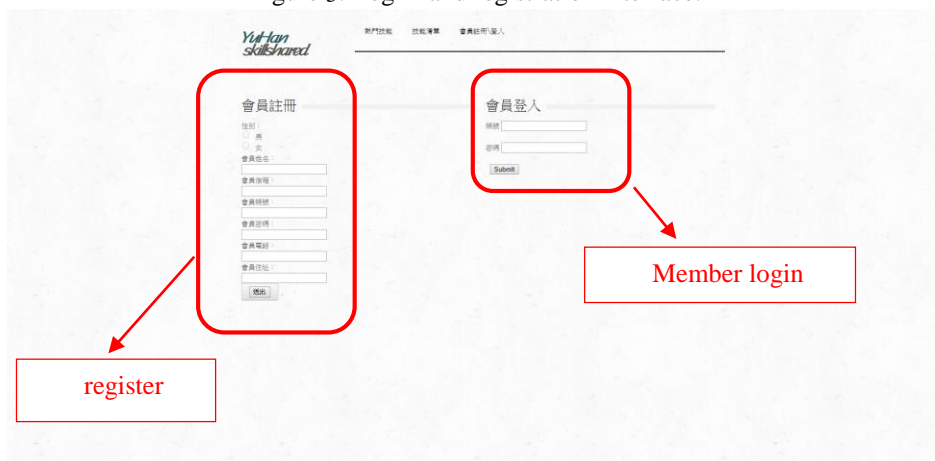 YuHan
skillshared
熱門技能 技能清單 會員註冊\登入
會員註冊
性別：
男
女
會員姓名：
會員信箱：
會員帳號：
會員密碼：
會員電話：
會員住址：
送出
會員登入
帳號
密碼
Submit
Member login
register